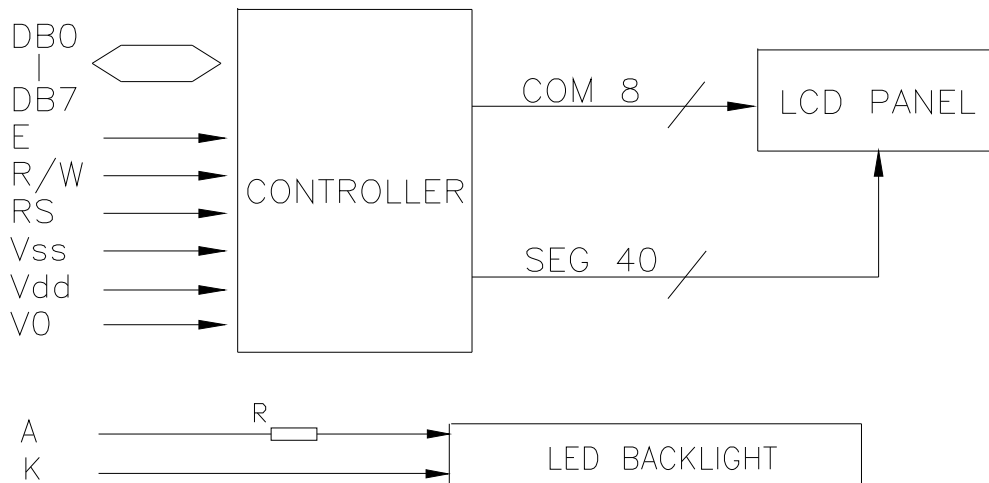 DB0
DB7
E
R/W
RS
Vss
Vdd
V0
CONTROLLER
COM 8
SEG 40
LCD PANEL
R
A
K
LED BACKLIGHT